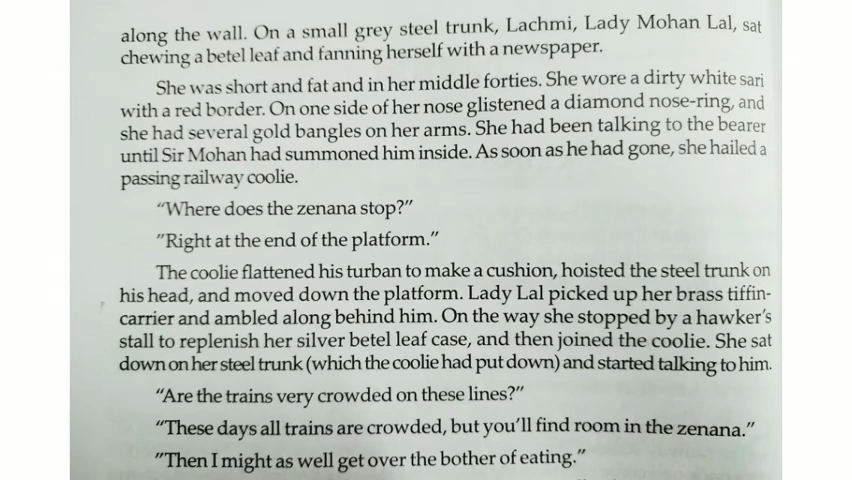 along the wall. On a small grey steel trunk, Lachmi, Lady Mohan Lal, sat
chewing a betel leaf and fanning herself with a newspaper.
She was short and fat and in her middle forties. She wore a dirty white sari
with a red border. On one side of her nose glistened a diamond nose-ring, and
she had several gold bangles on her arms. She had been talking to the bearer
until Sir Mohan had summoned him inside. As soon as he had gone, she hailed a
passing railway coolie.
"Where does the zenana stop?"
"Right at the end of the platform."
The coolie flattened his turban to make a cushion, hoisted the steel trunk on
his head, and moved down the platform. Lady Lal picked up her brass tiffin-
carrier and ambled along behind him. On the way she stopped by a hawker's
stall to replenish her silver betel leaf case, and then joined the coolie. She sat
down on her steel trunk (which the coolie had put down) and started talking to him.
"Are the trains very crowded on these lines?"
"These days all trains are crowded, but you'll find room in the zenana."
"Then I might as well get over the bother of eating."